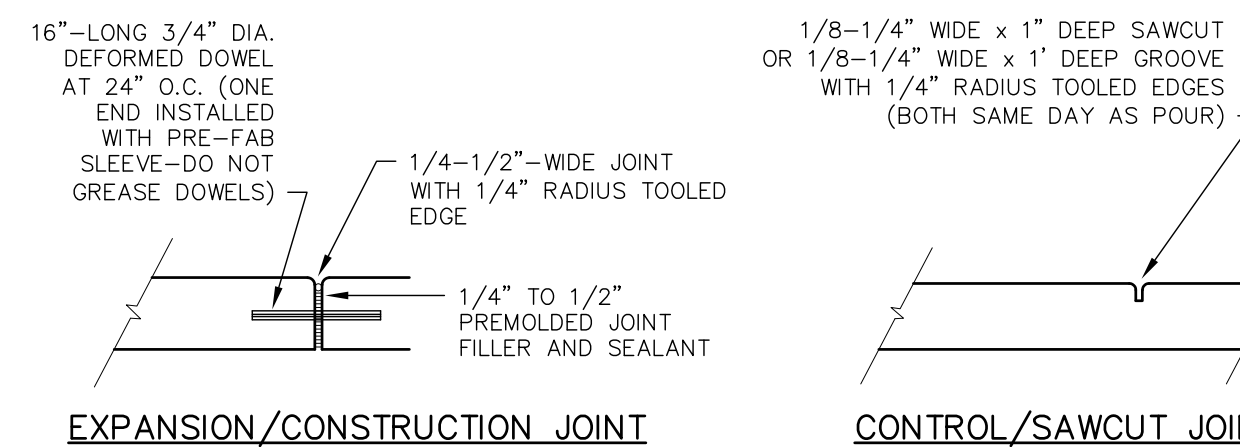 16"-LONG 3/4" DIA.
DEFORMED DOWEL
AT 24" O.C. (ONE
END INSTALLED
WITH PRE-FAB
SLEEVE-DO NOT
GREASE DOWELS)
1/4-1/2"-WIDE JOINT
WITH 1/4" RADIUS TOOLED
EDGE
1/4" TO 1/2"
PREMOLDED JOINT
FILLER AND SEALANT
EXPANSION/CONSTRUCTION JOINT
1/8-1/4" WIDE x 1" DEEP SAWCUT
OR 1/8-1/4" WIDE x 1' DEEP GROOVE
WITH 1/4" RADIUS TOOLED EDGES
(BOTH SAME DAY AS POUR)
CONTROL/SAWCUT